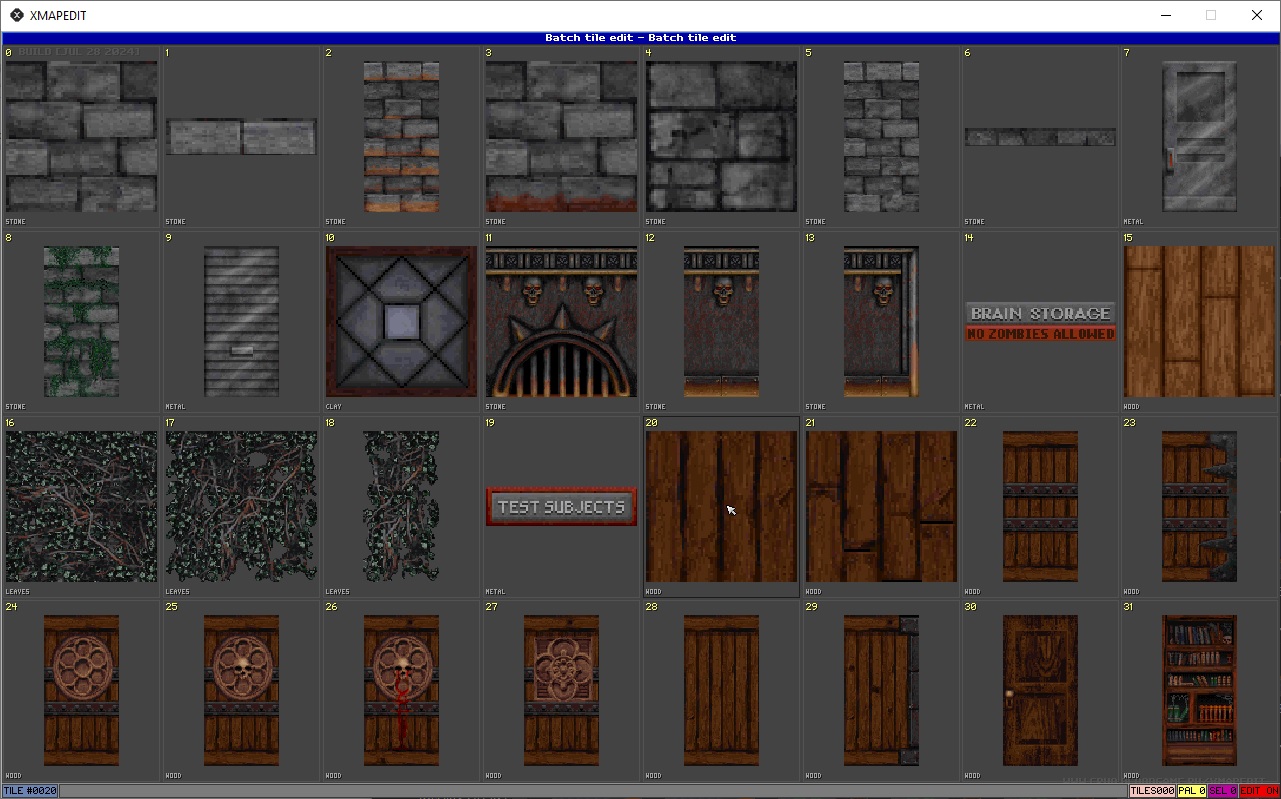 XMAPEDIT
Batch tile edit - Batch tile edit
BUILD [JUL 28 2024]
0 1 2 3 4 5 6 7
STONE STONE STONE STONE STONE STONE STONE METAL
8 9 10 11 12 13 14 15
BRAIN STORAGE
NO ZOMBIES ALLOWED
STONE METAL CLAY STONE STONE STONE METAL WOOD
16 17 18 19 20 21 22 23
TEST SUBJECTS
LEAVES LEAVES LEAVES METAL WOOD WOOD WOOD WOOD
24 25 26 27 28 29 30 31
WOOD WOOD WOOD WOOD WOOD WOOD WOOD WOOD
TILE #0020 TILES000 PAL 0 SEL 0 EDIT ON